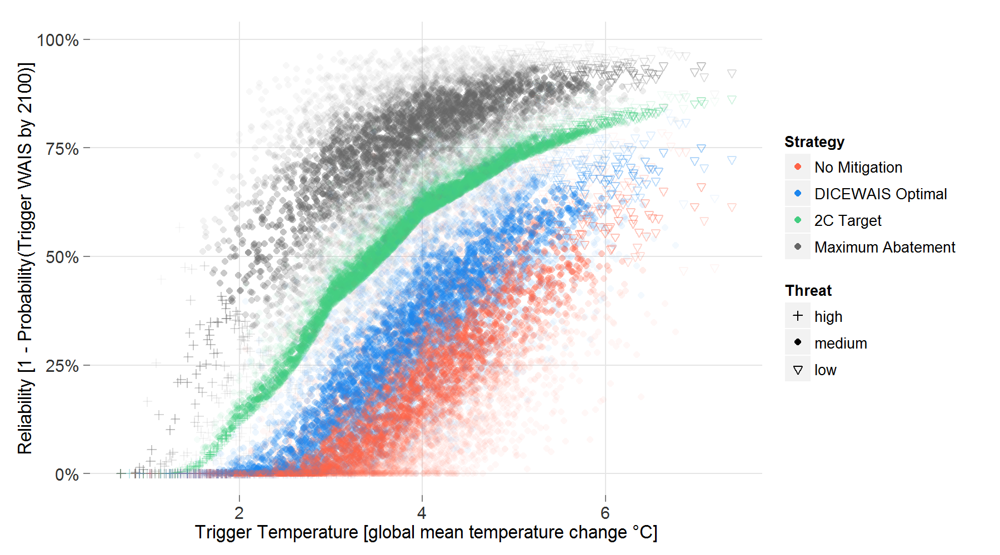 Reliability [1 - Probability(Trigger WAIS by 2100)]
100%
75%
50%
25%
0%
2
4
6
Trigger Temperature [global mean temperature change °C]
Strategy
No Mitigation
DICEWAIS Optimal
2C Target
Maximum Abatement
Threat
high
medium
low